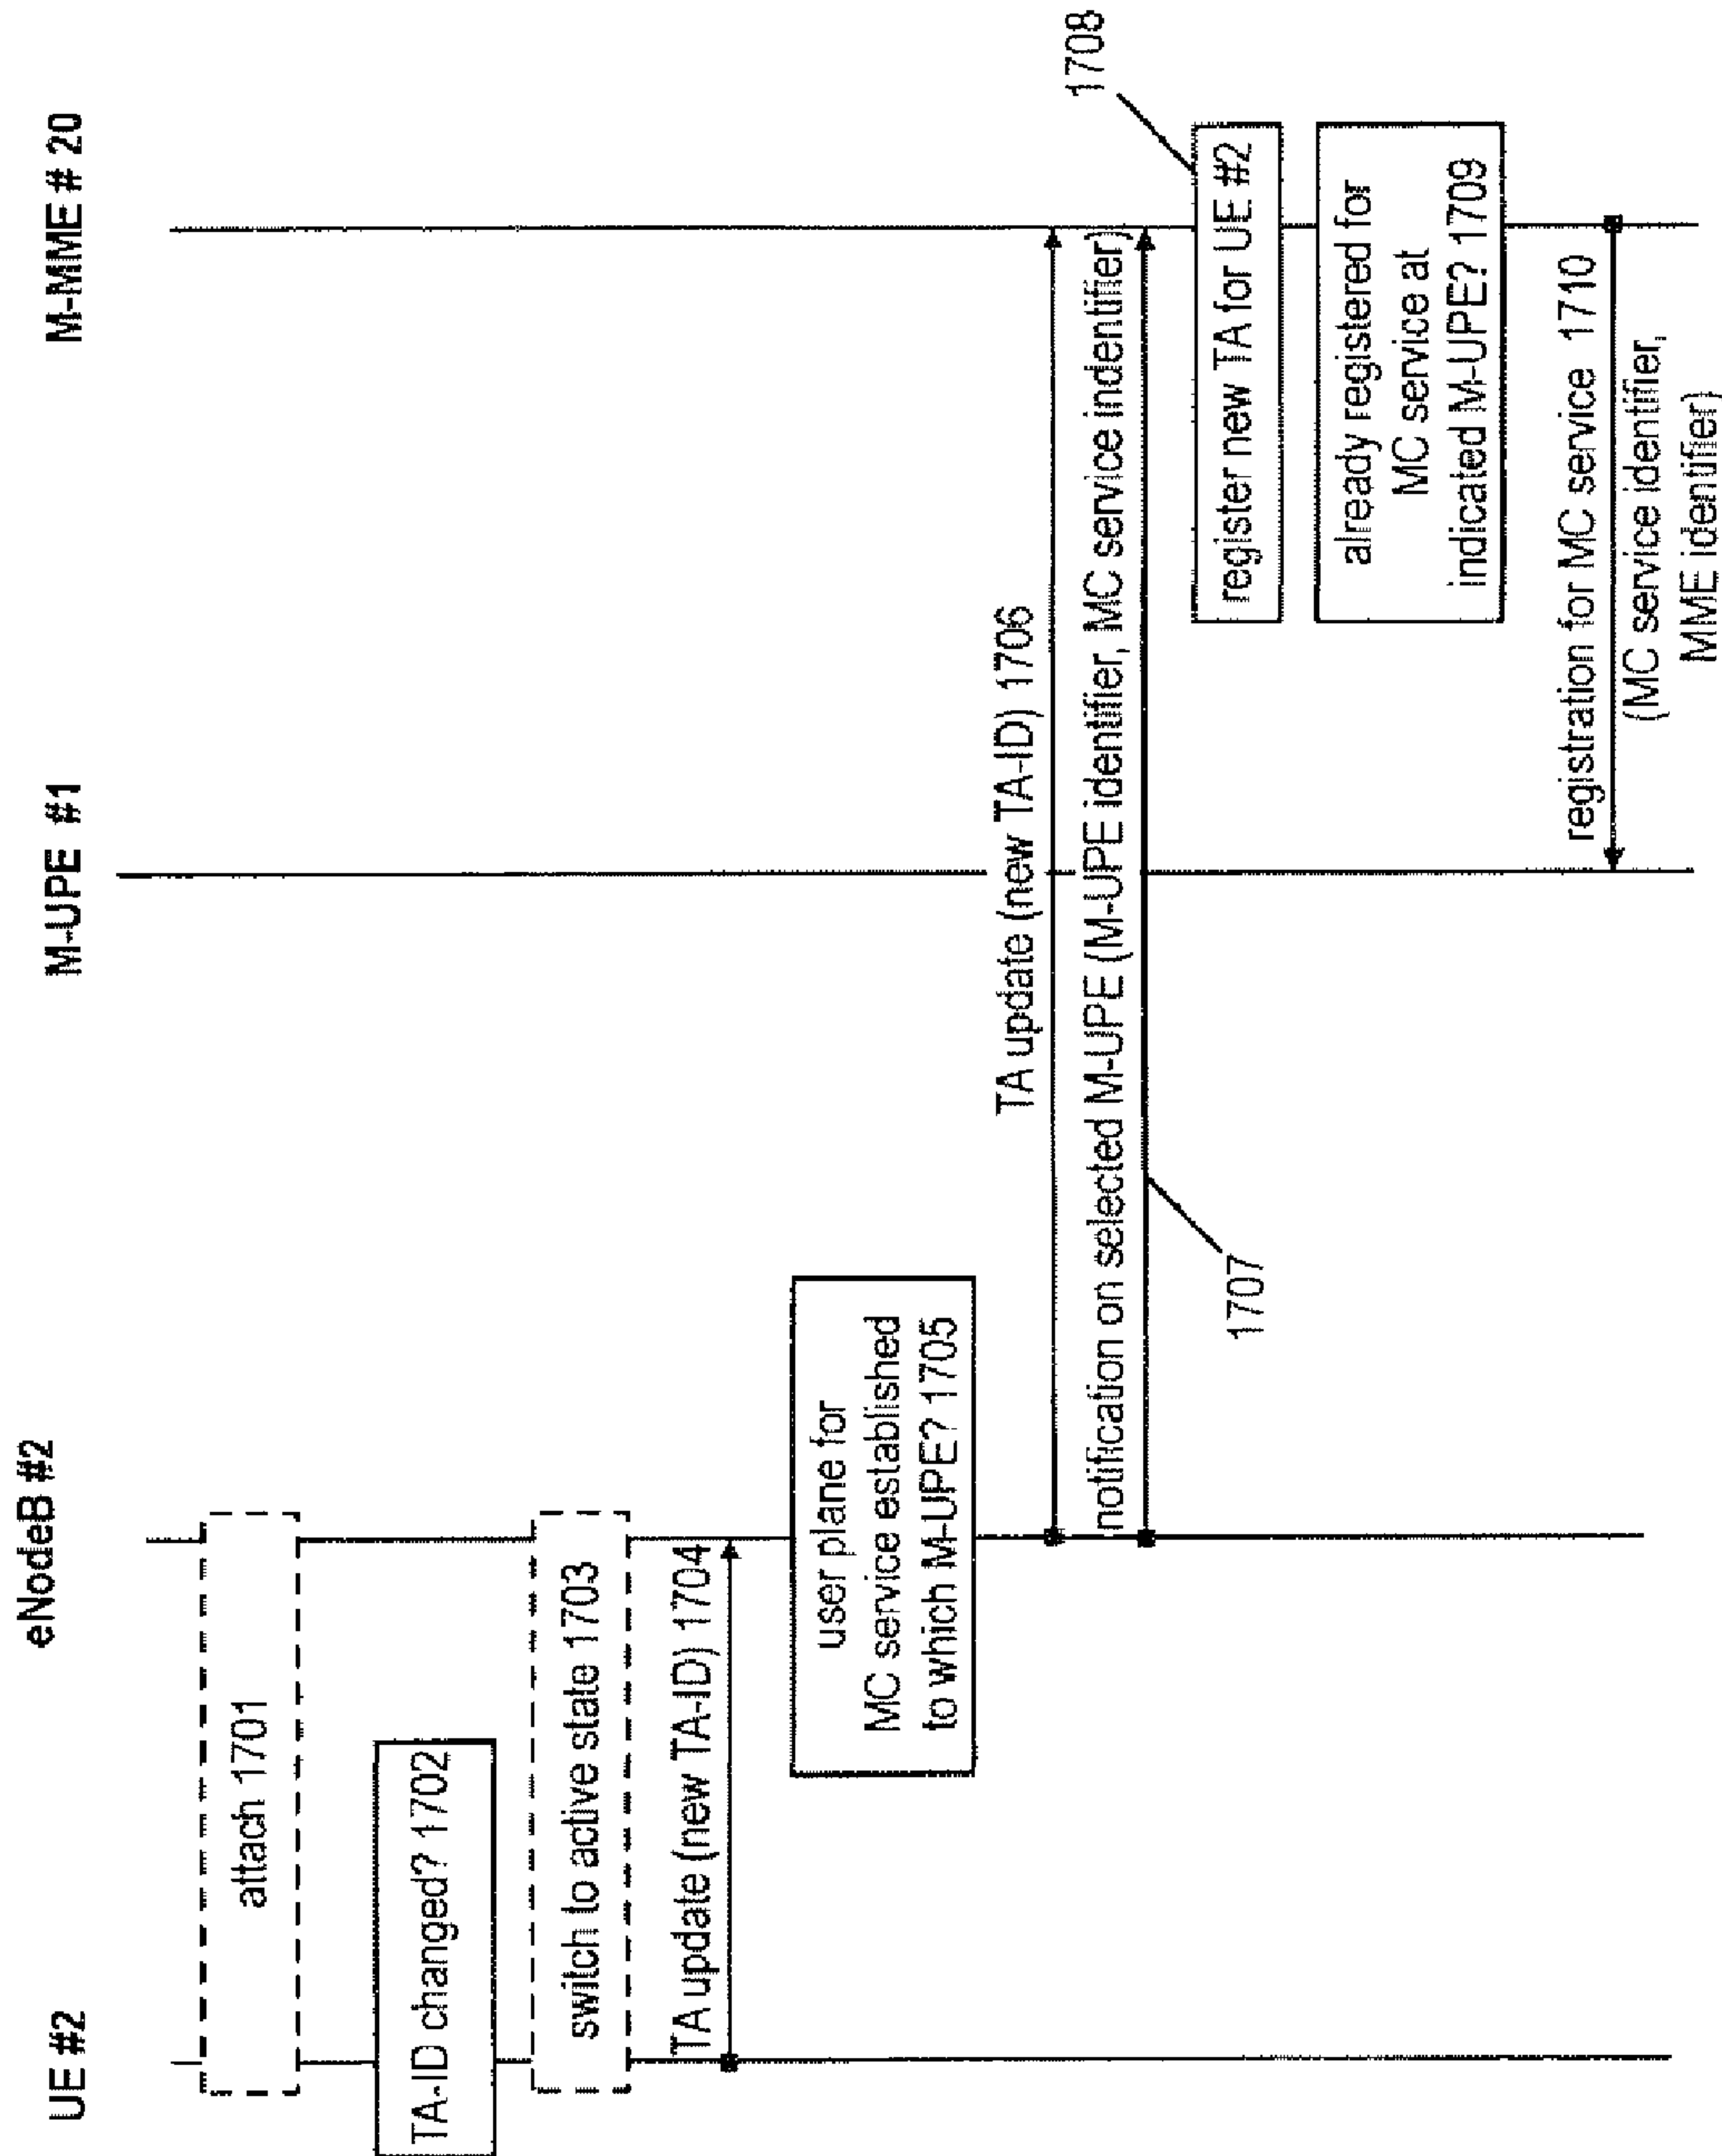 UE #2
eNodeB #2
M-UPE #1
M-MME # 20
attach 1701
TA-ID changed? 1702
switch to active state 1703
TA update (new TA-ID) 1704
user plane for
MC service established
to which M-UPE? 1705
TA update (new TA-ID) 1706
notification on selected M-UPE (M-UPE identifier, MC service indentifier)
1707
1708
register new TA for UE #2
already registered for
MC service at
indicated M-UPE? 1709
registration for MC service 1710
(MC service identifier,
MME identifier)